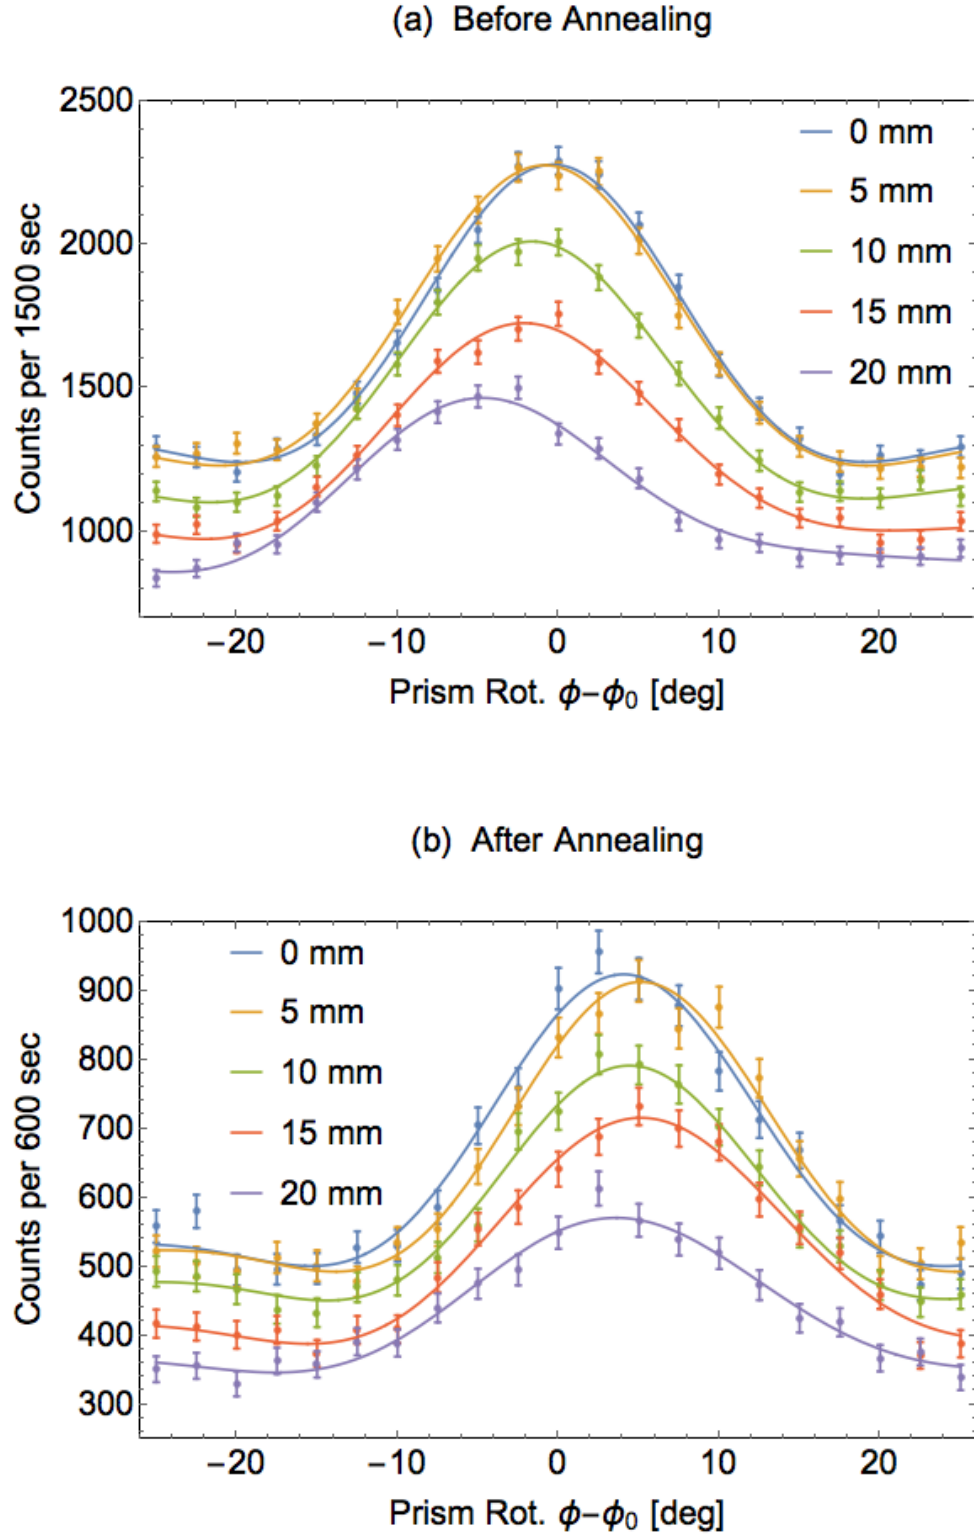 (a) Before Annealing
2500
2000
1500
1000
Counts per 1500 sec
0 mm
5 mm
10 mm
15 mm
20 mm
−20 −10 0 10 20
Prism Rot. ϕ−ϕ₀ [deg]
(b) After Annealing
1000
900
800
700
600
500
400
300
Counts per 600 sec
0 mm
5 mm
10 mm
15 mm
20 mm
−20 −10 0 10 20
Prism Rot. ϕ−ϕ₀ [deg]